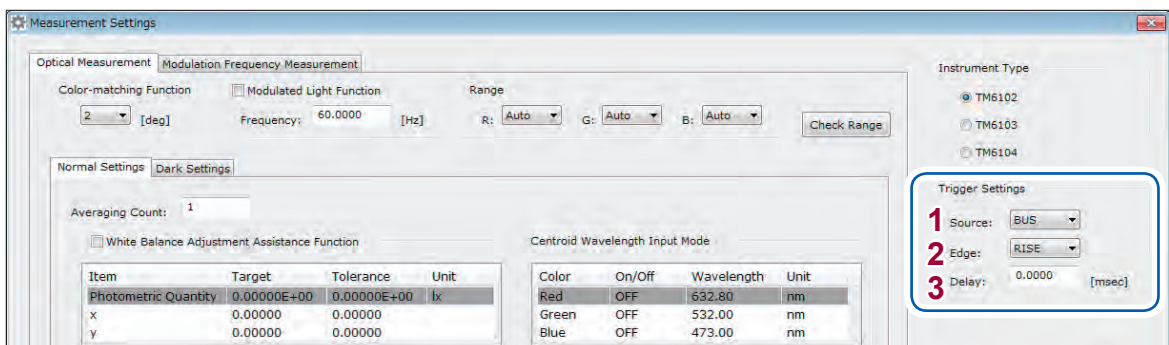 Measurement Settings
Optical Measurement Modulation Frequency Measurement
Color-matching Function
2 [deg]
Modulated Light Function
Frequency: 60.0000 [Hz]
Range
R: Auto G: Auto B: Auto
Check Range
Normal Settings Dark Settings
Averaging Count: 1
White Balance Adjustment Assistance Function
Item Target Tolerance Unit
Photometric Quantity 0.00000E+00 0.00000E+00 lx
x 0.00000 0.00000
y 0.00000 0.00000
Centroid Wavelength Input Mode
Color On/Off Wavelength Unit
Red OFF 632.80 nm
Green OFF 532.00 nm
Blue OFF 473.00 nm
Instrument Type
TM6102
TM6103
TM6104
Trigger Settings
1 Source: BUS
2 Edge: RISE
3 Delay: 0.0000 [msec]